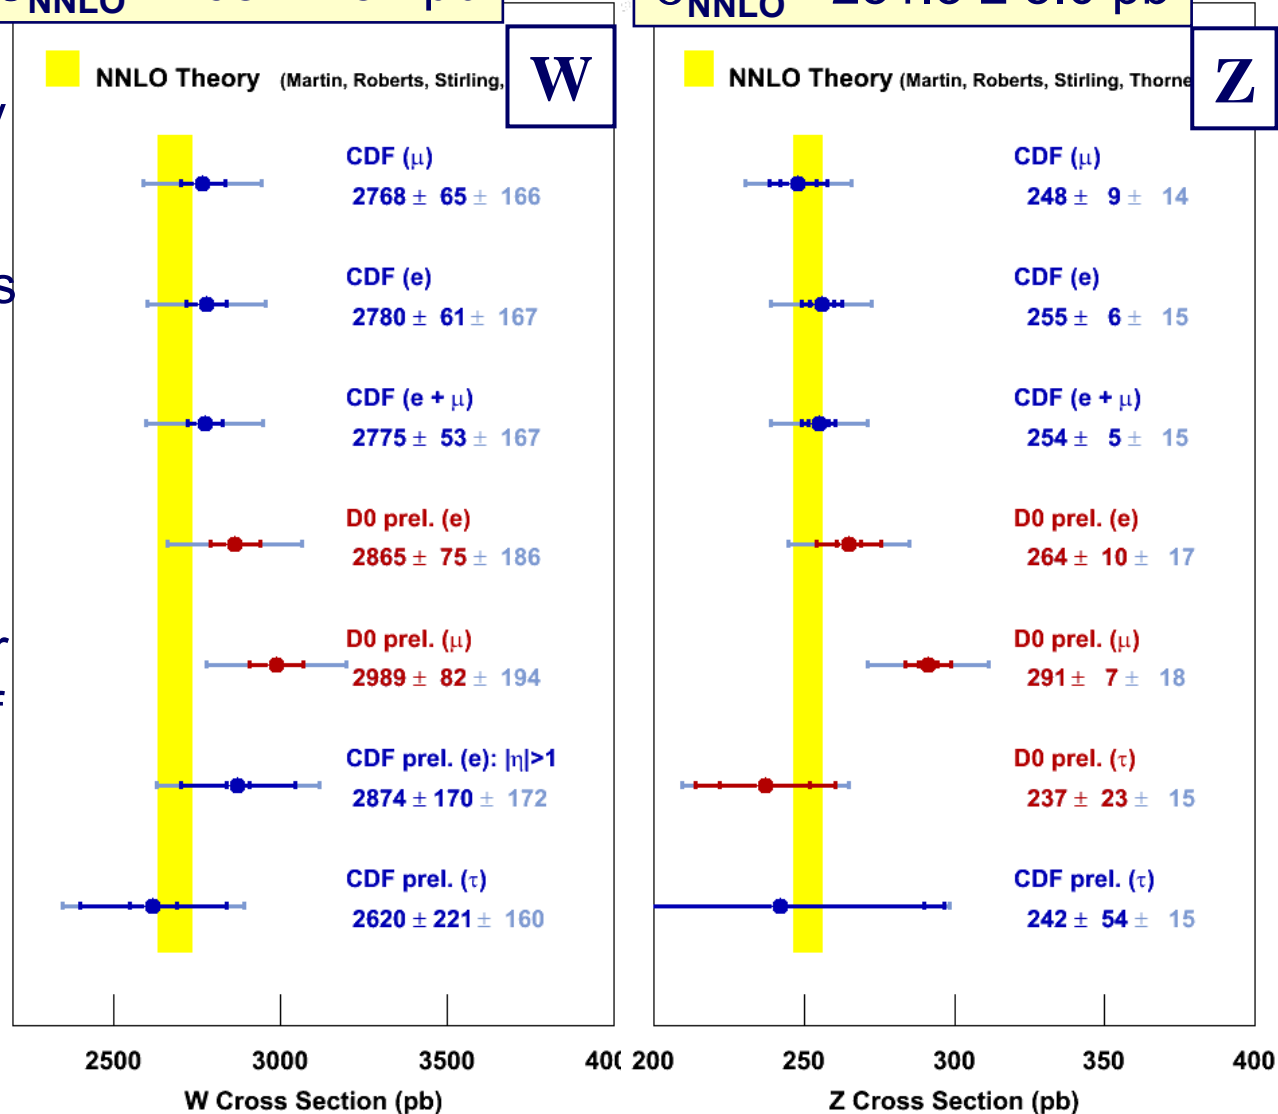 NNLO
NNLO
W
NNLO Theory (Martin, Roberts, Stirling,
CDF (μ)
2768 ± 65 ± 166
CDF (e)
2780 ± 61 ± 167
CDF (e + μ)
2775 ± 53 ± 167
D0 prel. (e)
2865 ± 75 ± 186
D0 prel. (μ)
2989 ± 82 ± 194
CDF prel. (e): |η|>1
2874 ± 170 ± 172
CDF prel. (τ)
2620 ± 221 ± 160
2500 3000 3500
W Cross Section (pb)
Z
NNLO Theory (Martin, Roberts, Stirling, Thorne
CDF (μ)
248 ± 9 ± 14
CDF (e)
255 ± 6 ± 15
CDF (e + μ)
254 ± 5 ± 15
D0 prel. (e)
264 ± 10 ± 17
D0 prel. (μ)
291 ± 7 ± 18
D0 prel. (τ)
237 ± 23 ± 15
CDF prel. (τ)
242 ± 54 ± 15
200 250 300 350 400
Z Cross Section (pb)